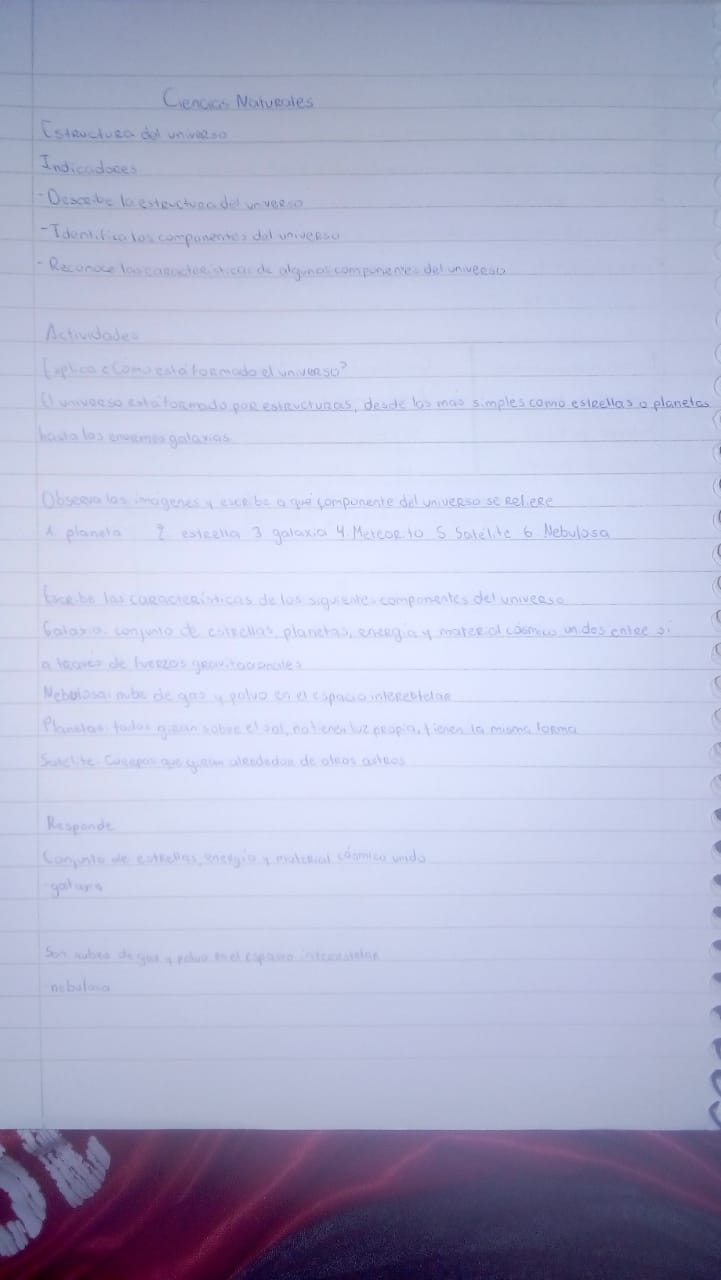 Ciencias Naturales
Estructura del universo
Indicadores
- Describe la estructura del universo
- Identifica los componentes del universo
- Reconoce las características de algunos componentes del universo
Actividades
Explica ¿Cómo está formado el universo?
El universo está formado por estructuras, desde las mas simples como estrellas o planetas
hasta las enormes galaxias
Observa las imágenes y escribe a qué componente del universo se refiere
1 planeta 2 estrella 3 galaxia 4 Meteorito 5 Satélite 6 Nebulosa
Escribe las características de los siguientes componentes del universo
Galaxia: conjunto de estrellas, planetas, energía y material cósmico unidos entre si
a traves de fuerzas gravitacionales
Nebulosa: nube de gas y polvo en el espacio interestelar
Planetas: todos giran sobre el sol, no tienen luz propia, tienen la misma forma
Satelite: Cuerpos que giran alrededor de otros astros
Responde
Conjunto de estrellas, energía y material cósmico unido
- galaxia
Son nubes de gas y polvo en el espacio interestelar
- nebulosa